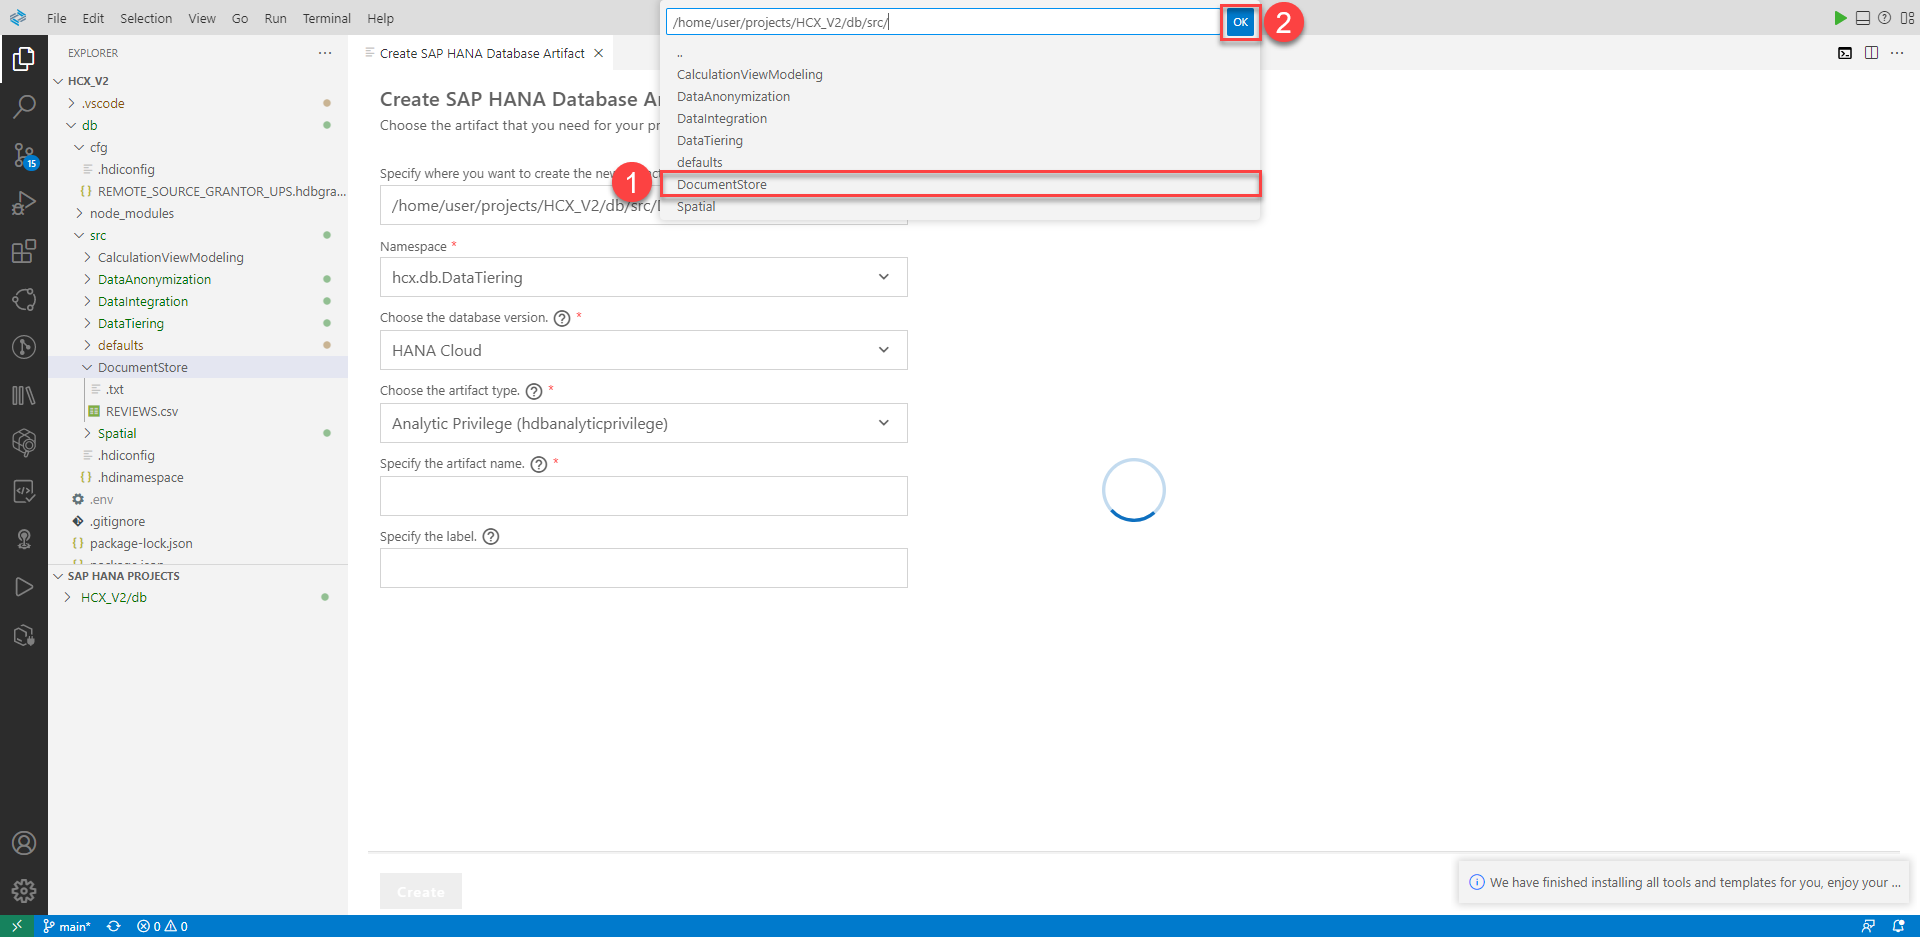 File Edit Selection View Go Run Terminal Help
/home/user/projects/HCX_V2/db/src/
OK
2
..
CalculationViewModeling
DataAnonymization
DataIntegration
DataTiering
defaults
1
DocumentStore
Spatial
EXPLORER
HCX_V2
.vscode
db
cfg
.hdiconfig
REMOTE_SOURCE_GRANTOR_UPS.hdbgra...
node_modules
src
CalculationViewModeling
DataAnonymization
DataIntegration
DataTiering
defaults
DocumentStore
.txt
REVIEWS.csv
Spatial
.hdiconfig
.hdinamespace
.env
.gitignore
package-lock.json
SAP HANA PROJECTS
HCX_V2/db
15
Create SAP HANA Database Artifact
Create SAP HANA Database
Choose the artifact that you need for your
Specify where you want to create the
/home/user/projects/HCX_V2/db/src/
Namespace *
hcx.db.DataTiering
Choose the database version. ? *
HANA Cloud
Choose the artifact type. ? *
Analytic Privilege (hdbanalyticprivilege)
Specify the artifact name. ? *
Specify the label. ?
Create
We have finished installing all tools and templates for you, enjoy your ...
main* 0 0